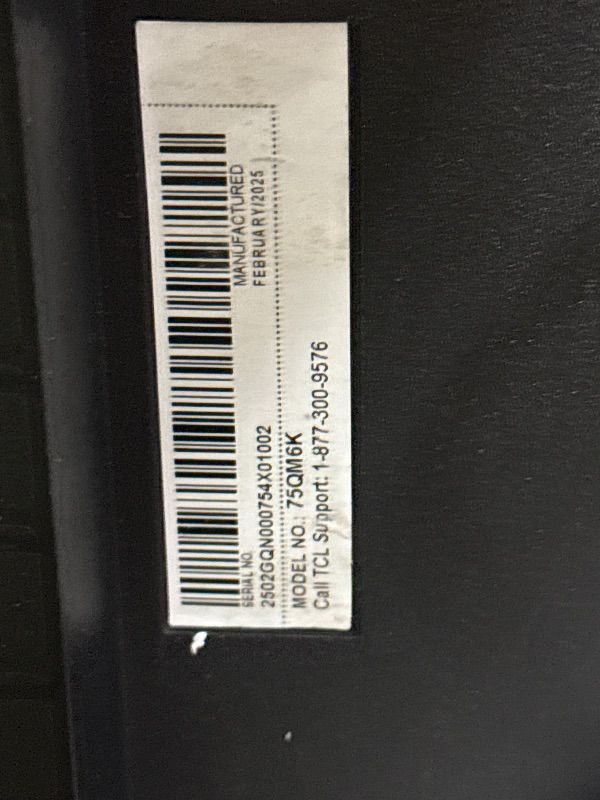 SERIAL NO.
2502GQN000754X01002
MANUFACTURED
FEBRUARY/2025
MODEL NO.: 75QM6K
Call TCL Support: 1-877-300-9576